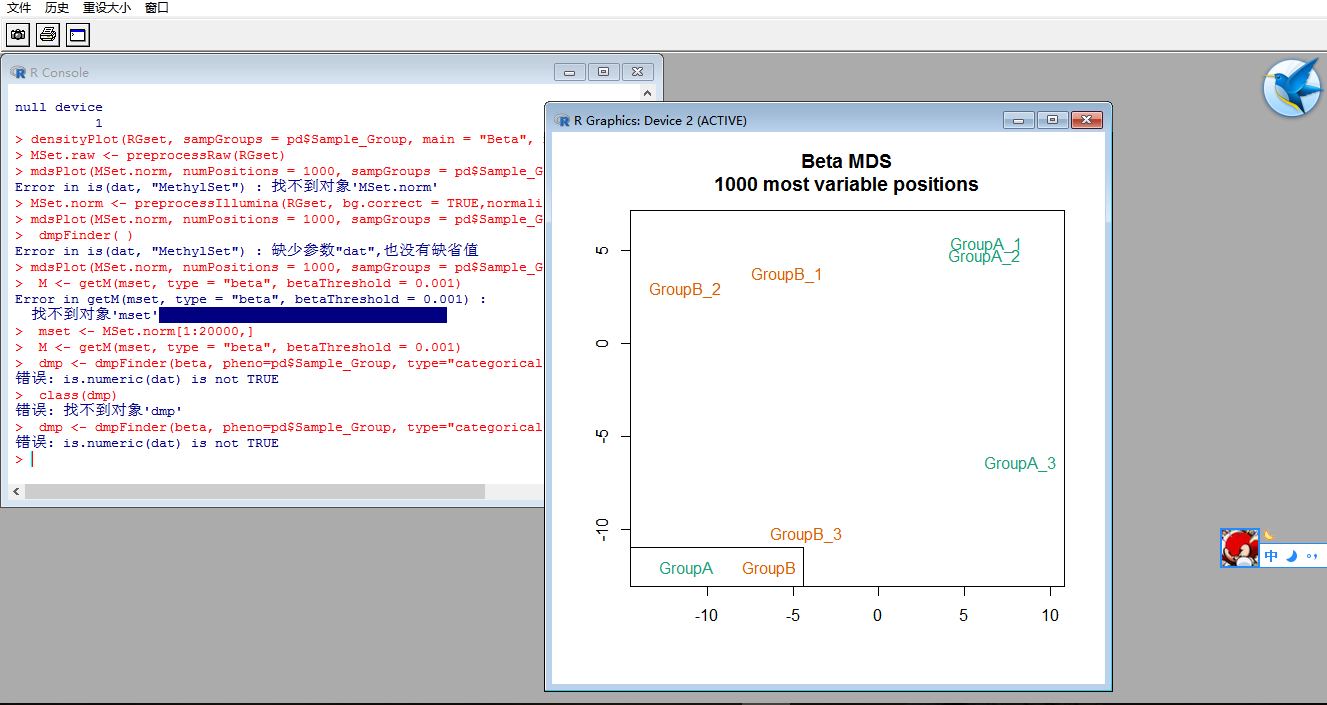 文件 历史 重设大小 窗口
R Console
null device
1
> densityPlot(RGset, sampGroups = pd$Sample_Group, main = "Beta",
> MSet.raw <- preprocessRaw(RGset)
> mdsPlot(MSet.norm, numPositions = 1000, sampGroups = pd$Sample_G
Error in is(dat, "MethylSet") : 找不到对象'MSet.norm'
> MSet.norm <- preprocessIllumina(RGset, bg.correct = TRUE,normali
> mdsPlot(MSet.norm, numPositions = 1000, sampGroups = pd$Sample_G
>  dmpFinder( )
Error in is(dat, "MethylSet") : 缺少参数"dat",也没有缺省值
> mdsPlot(MSet.norm, numPositions = 1000, sampGroups = pd$Sample_G
>  M <- getM(mset, type = "beta", betaThreshold = 0.001)
Error in getM(mset, type = "beta", betaThreshold = 0.001) :
找不到对象'mset'
>  mset <- MSet.norm[1:20000,]
>  M <- getM(mset, type = "beta", betaThreshold = 0.001)
>  dmp <- dmpFinder(beta, pheno=pd$Sample_Group, type="categorical
错误: is.numeric(dat) is not TRUE
>  class(dmp)
错误: 找不到对象'dmp'
>  dmp <- dmpFinder(beta, pheno=pd$Sample_Group, type="categorical
错误: is.numeric(dat) is not TRUE
>
R Graphics: Device 2 (ACTIVE)
Beta MDS
1000 most variable positions
GroupA_1
GroupA_2
GroupB_1
GroupB_2
GroupA_3
GroupB_3
GroupA GroupB
5
0
-5
-10
-10 -5 0 5 10
中